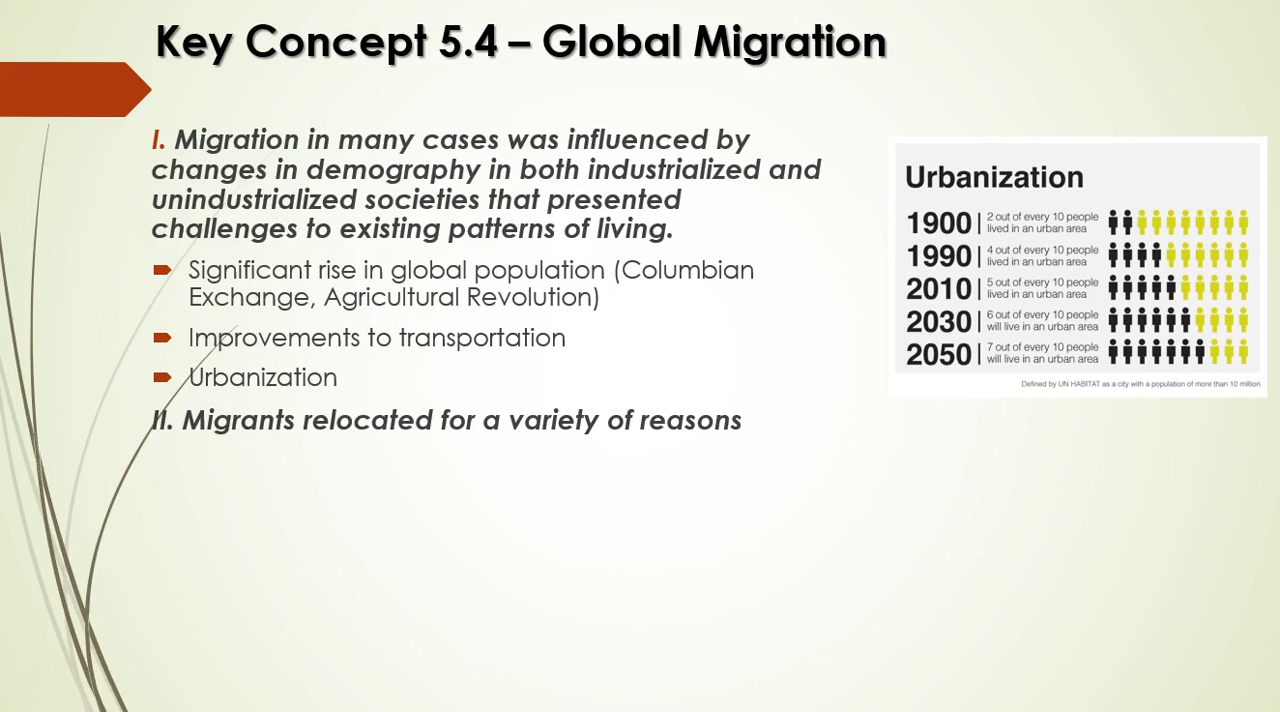 Key Concept 5.4 – Global Migration
I. Migration in many cases was influenced by
changes in demography in both industrialized and
unindustrialized societies that presented
challenges to existing patterns of living.
Significant rise in global population (Columbian
Exchange, Agricultural Revolution)
Improvements to transportation
Urbanization
II. Migrants relocated for a variety of reasons
Urbanization
1900 | 2 out of every 10 people
lived in an urban area
1990 | 4 out of every 10 people
lived in an urban area
2010 | 5 out of every 10 people
lived in an urban area
2030 | 6 out of every 10 people
will live in an urban area
2050 | 7 out of every 10 people
will live in an urban area
Defined by UN HABITAT as a city with a population of more than 10 million